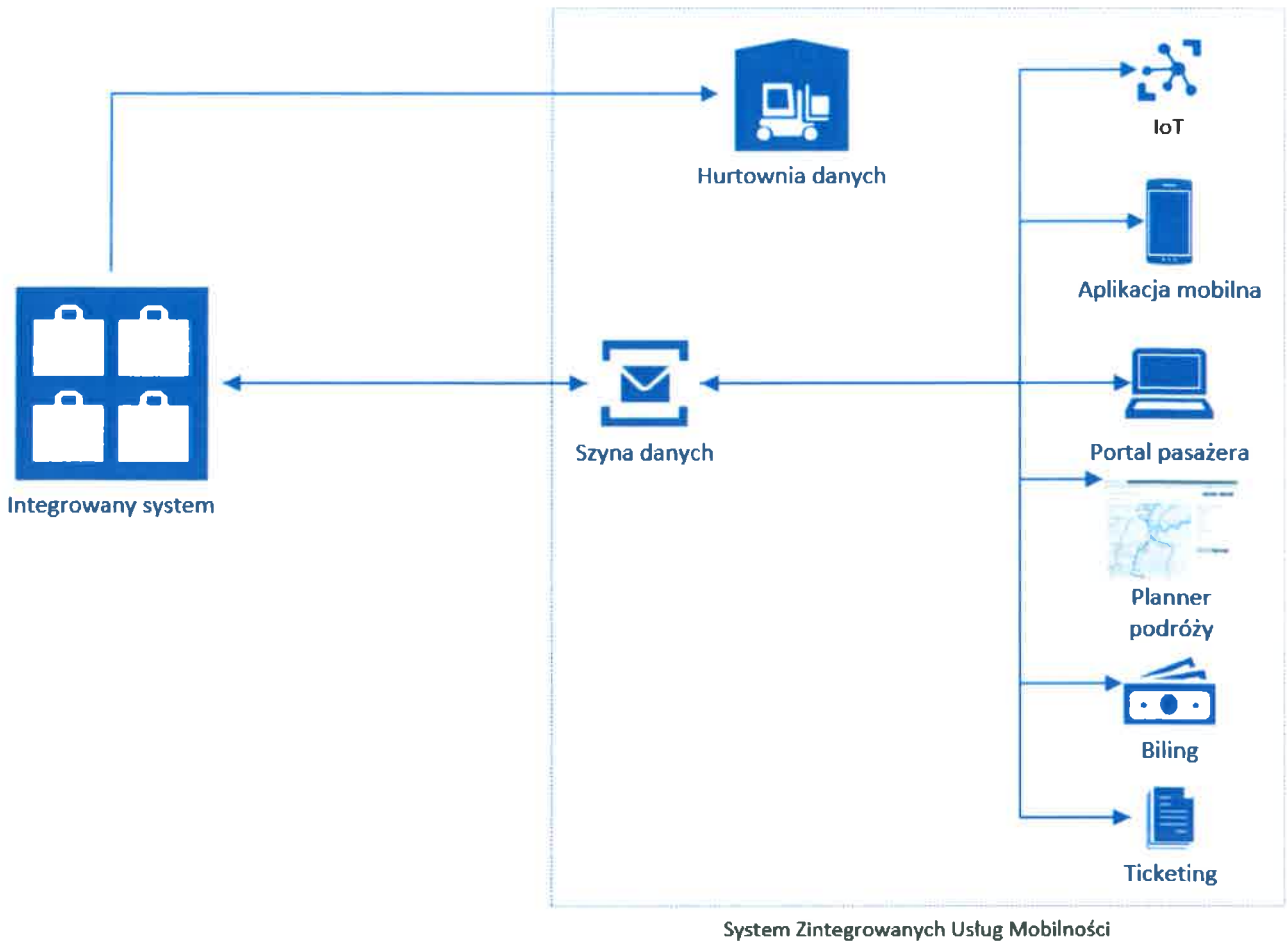 IoT
Hurtownia danych
Aplikacja mobilna
Szyna danych
Portal pasażera
Integrowany system
Planner
podróży
Biling
Ticketing
System Zintegrowanych Usług Mobilności